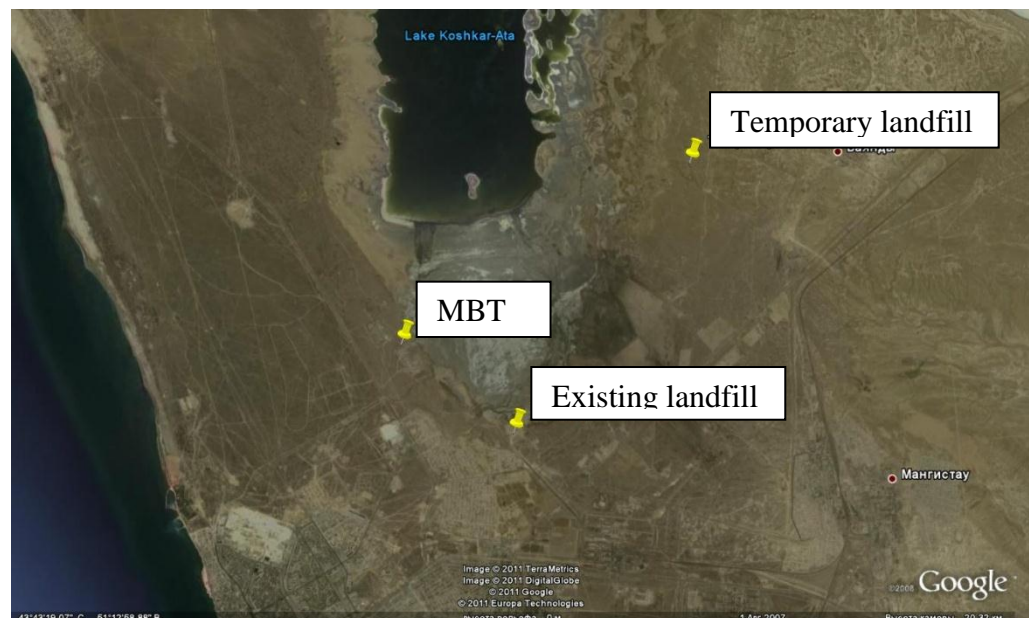 Lake Koshkar-Ata
Temporary landfill
MBT
Existing landfill
Мангистау
Image © 2011 TerraMetrics
Image © 2011 DigitalGlobe
© 2011 Google
© 2011 Europa Technologies
©2008 Google